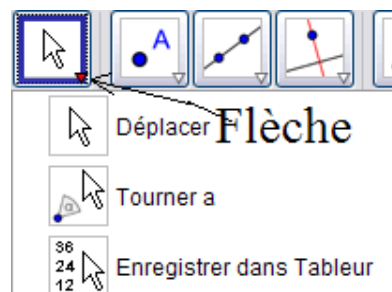 A
Déplacer Flèche
Tourner a
36
24
12
Enregistrer dans Tableur